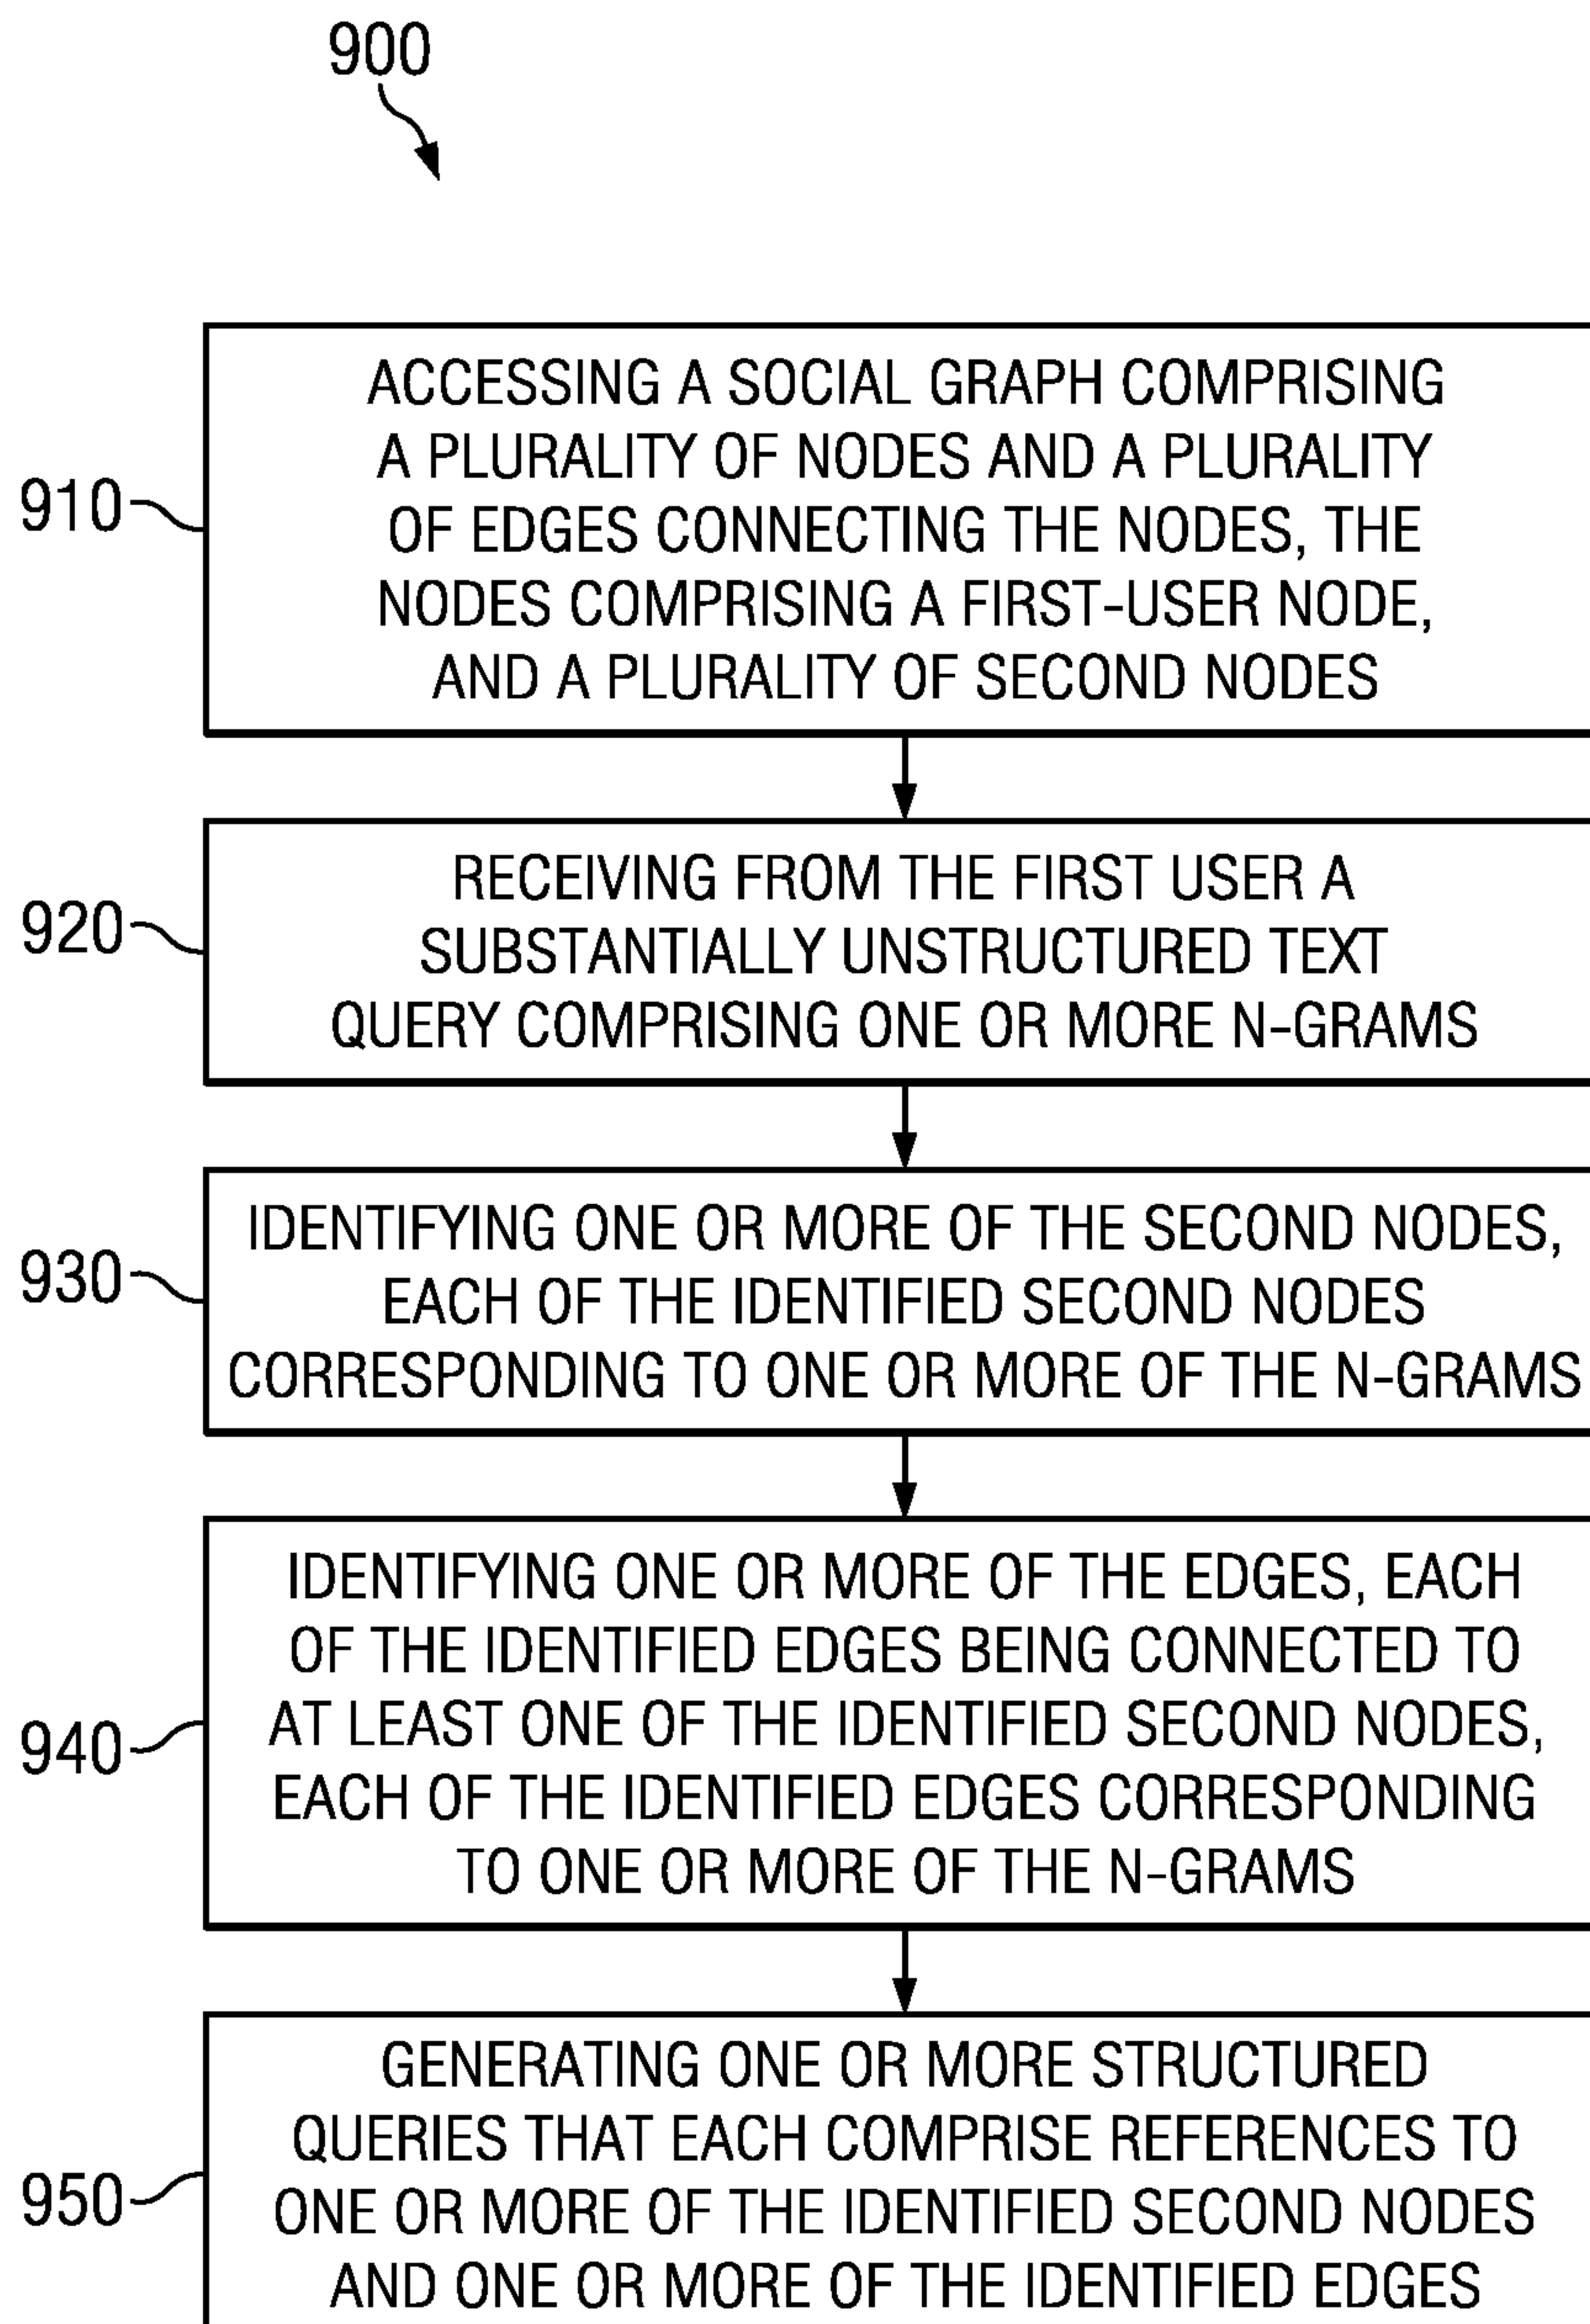 900
910
ACCESSING A SOCIAL GRAPH COMPRISING
A PLURALITY OF NODES AND A PLURALITY
OF EDGES CONNECTING THE NODES, THE
NODES COMPRISING A FIRST-USER NODE,
AND A PLURALITY OF SECOND NODES
920
RECEIVING FROM THE FIRST USER A
SUBSTANTIALLY UNSTRUCTURED TEXT
QUERY COMPRISING ONE OR MORE N-GRAMS
930
IDENTIFYING ONE OR MORE OF THE SECOND NODES,
EACH OF THE IDENTIFIED SECOND NODES
CORRESPONDING TO ONE OR MORE OF THE N-GRAMS
940
IDENTIFYING ONE OR MORE OF THE EDGES, EACH
OF THE IDENTIFIED EDGES BEING CONNECTED TO
AT LEAST ONE OF THE IDENTIFIED SECOND NODES,
EACH OF THE IDENTIFIED EDGES CORRESPONDING
TO ONE OR MORE OF THE N-GRAMS
950
GENERATING ONE OR MORE STRUCTURED
QUERIES THAT EACH COMPRISE REFERENCES TO
ONE OR MORE OF THE IDENTIFIED SECOND NODES
AND ONE OR MORE OF THE IDENTIFIED EDGES